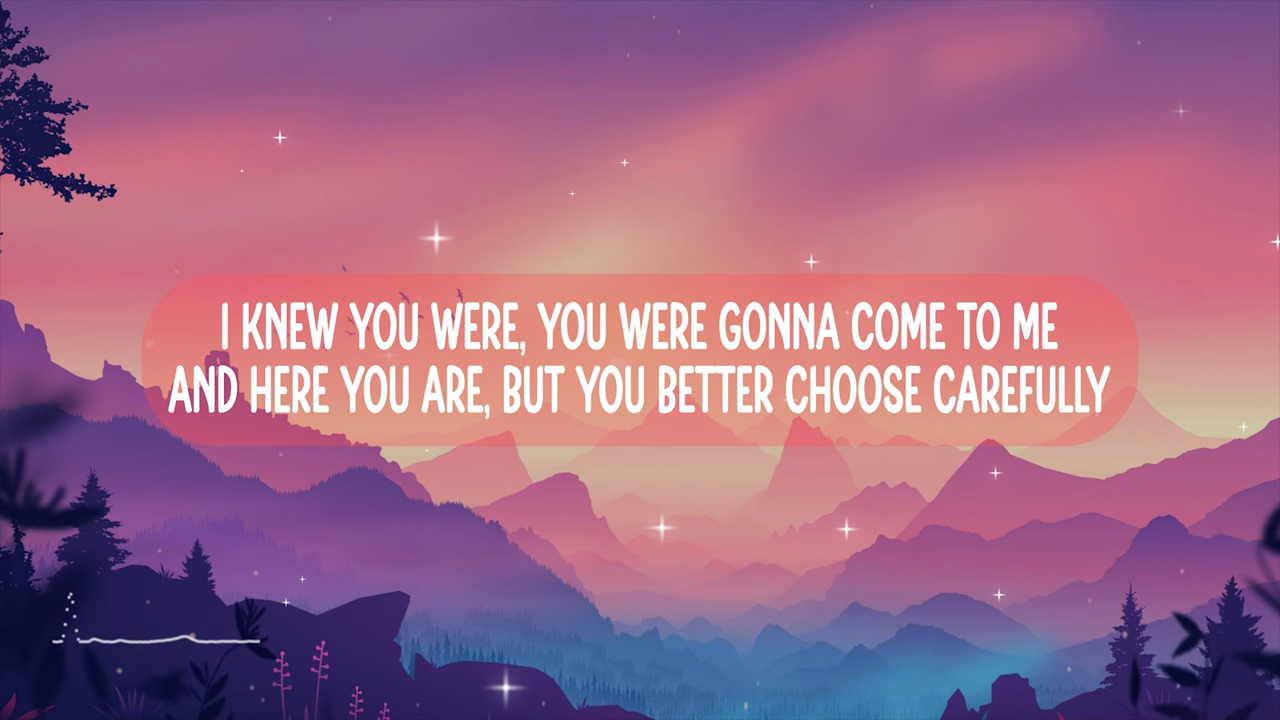 I KNEW YOU WERE, YOU WERE GONNA COME TO ME
AND HERE YOU ARE, BUT YOU BETTER CHOOSE CAREFULLY